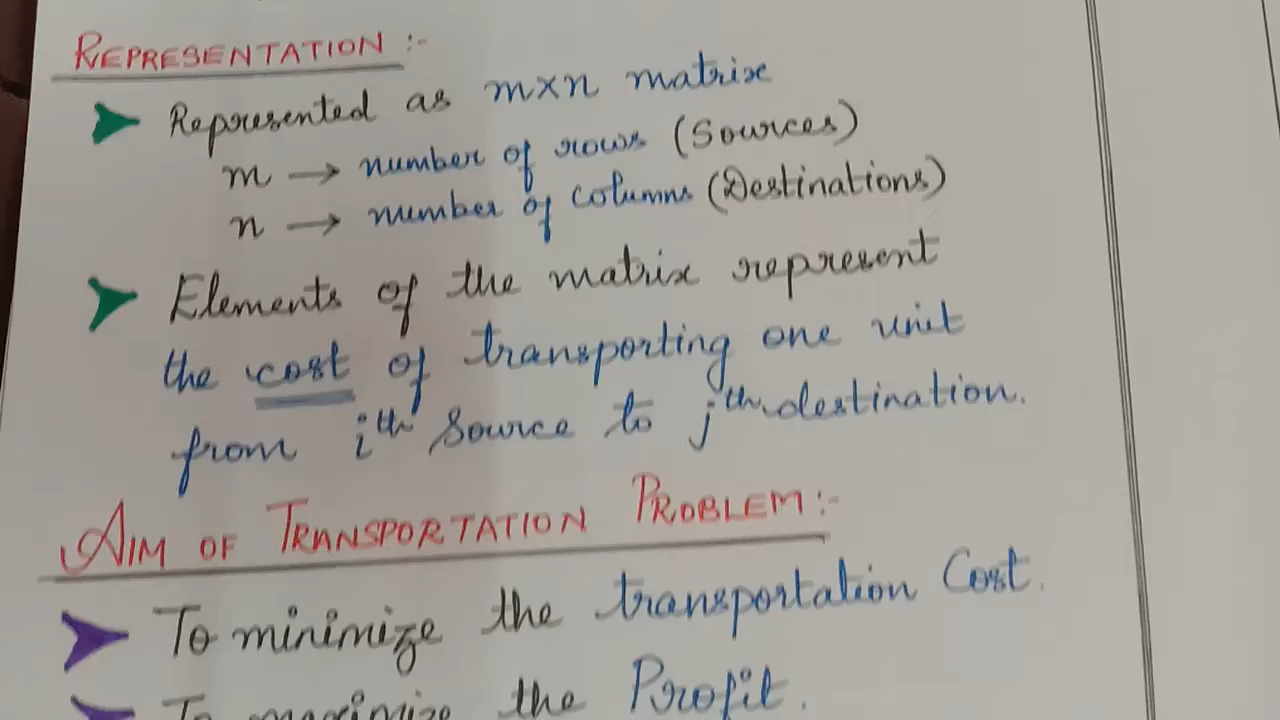 REPRESENTATION :-
Represented as m×n matrix
m → number of rows (Sources)
n → number of columns (Destinations)
Elements of the matrix represent
the cost of transporting one unit
from iᵗʰ source to jᵗʰ destination.
AIM OF TRANSPORTATION PROBLEM:-
To minimize the transportation Cost.
To maximize the Profit.